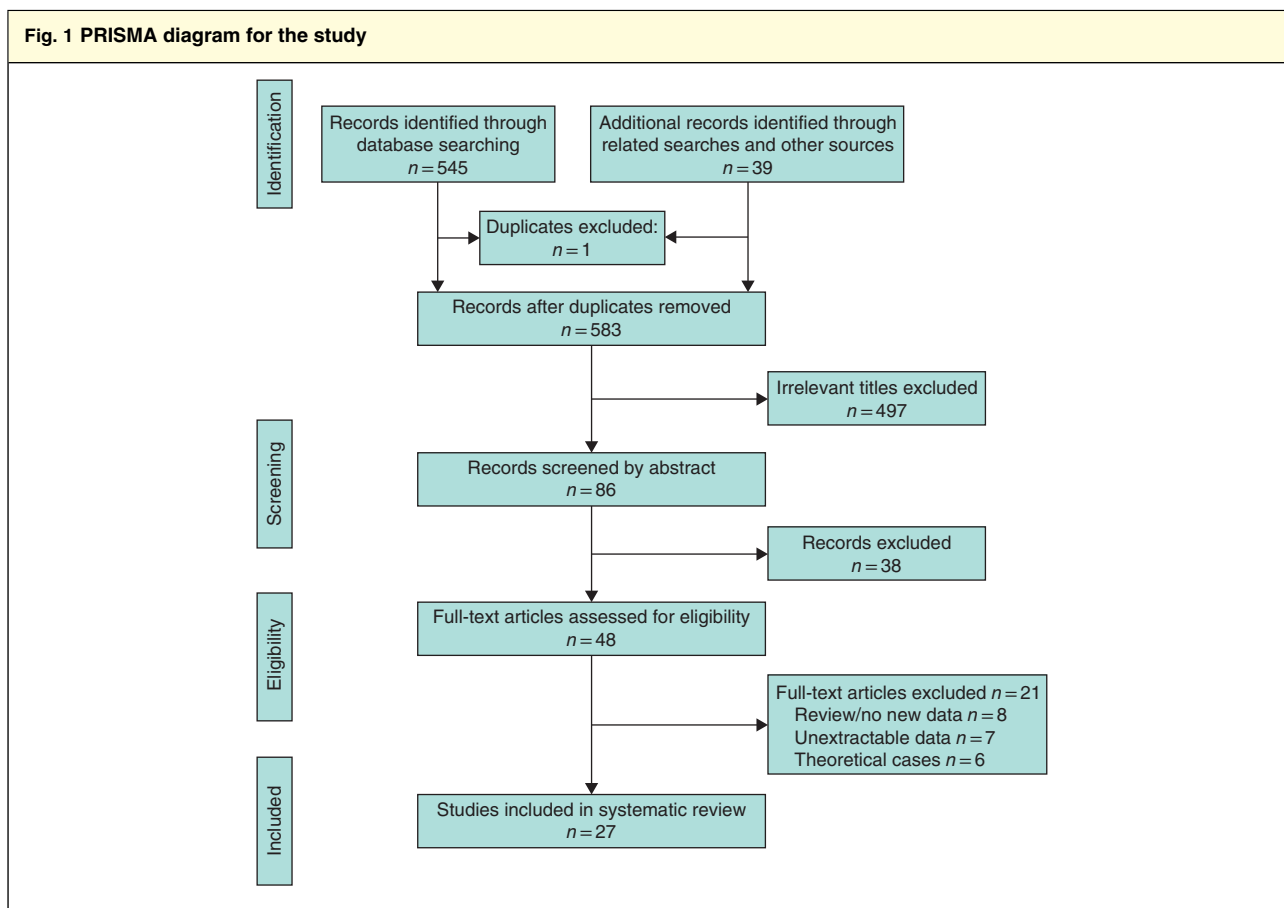 Fig. 1 PRISMA diagram for the study
Identification
Records identified through
database searching
n = 545
Additional records identified through
related searches and other sources
n = 39
Duplicates excluded:
n = 1
Records after duplicates removed
n = 583
Irrelevant titles excluded
n = 497
Screening
Records screened by abstract
n = 86
Records excluded
n = 38
Eligibility
Full-text articles assessed for eligibility
n = 48
Full-text articles excluded n = 21
Review/no new data n = 8
Unextractable data n = 7
Theoretical cases n = 6
Included
Studies included in systematic review
n = 27